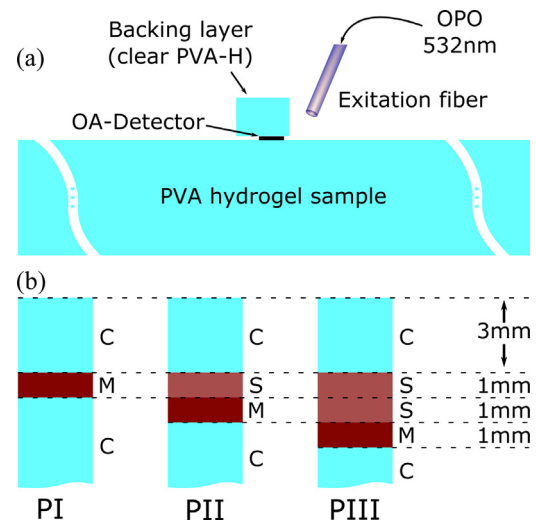 (a)
Backing layer
(clear PVA-H)
OPO
532nm
Exitation fiber
OA-Detector
PVA hydrogel sample
(b)
C
C
C
3mm
M
S
S
1mm
M
S
1mm
C
C
M
1mm
C
PI
PII
PIII